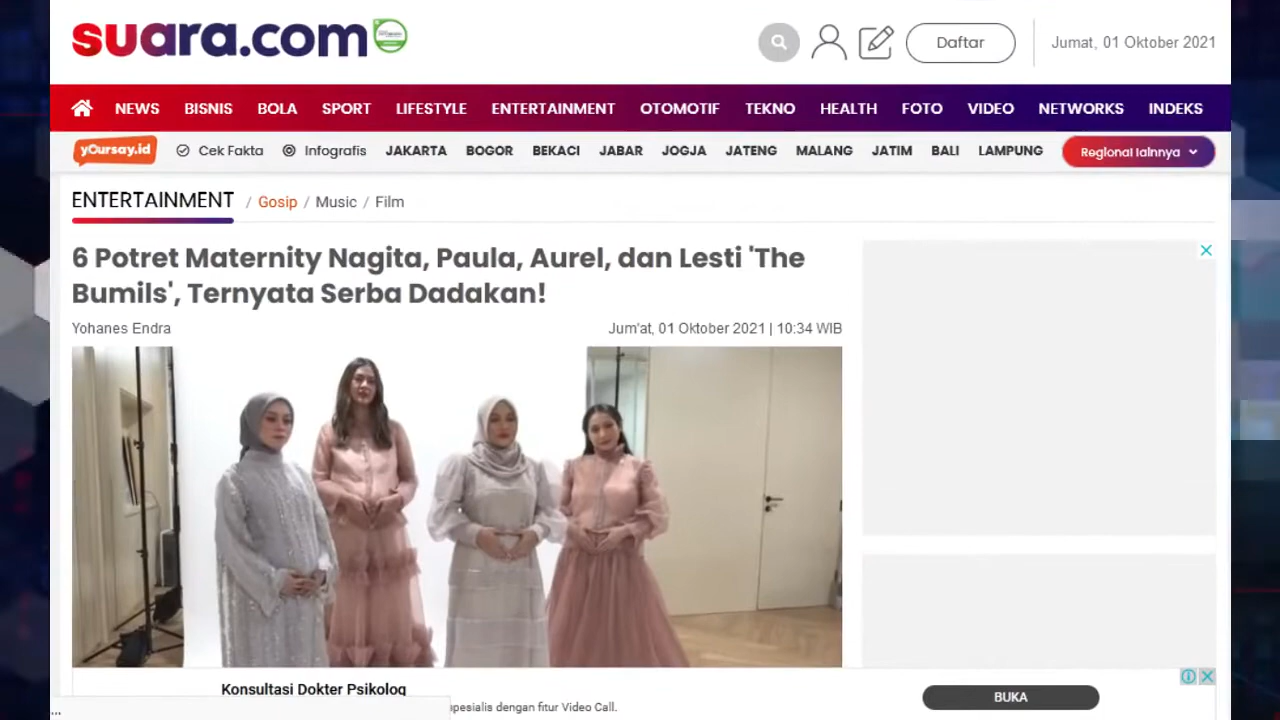 suara.com
Daftar
Jumat, 01 Oktober 2021
NEWS BISNIS BOLA SPORT LIFESTYLE ENTERTAINMENT OTOMOTIF TEKNO HEALTH FOTO VIDEO NETWORKS INDEKS
yOursay.id Cek Fakta Infografis JAKARTA BOGOR BEKACI JABAR JOGJA JATENG MALANG JATIM BALI LAMPUNG Regional lainnya
ENTERTAINMENT / Gosip / Music / Film
6 Potret Maternity Nagita, Paula, Aurel, dan Lesti 'The
Bumils', Ternyata Serba Dadakan!
Yohanes Endra
Jum'at, 01 Oktober 2021 | 10:34 WIB
Konsultasi Dokter Psikolog
spesialis dengan fitur Video Call.
BUKA
...